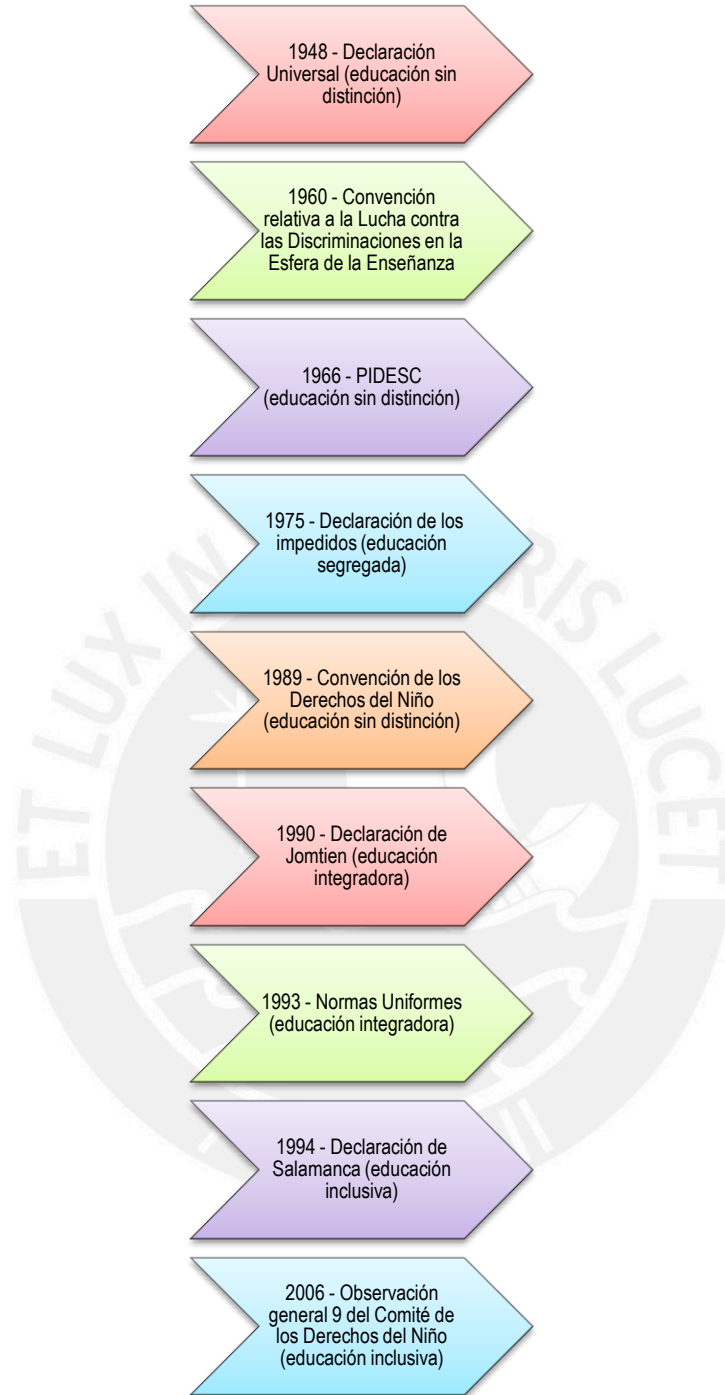 1948 - Declaración
Universal (educación sin
distinción)
1960 - Convención
relativa a la Lucha contra
las Discriminaciones en la
Esfera de la Enseñanza
1966 - PIDESC
(educación sin distinción)
1975 - Declaración de los
impedidos (educación
segregada)
1989 - Convención de los
Derechos del Niño
(educación sin distinción)
1990 - Declaración de
Jomtien (educación
integradora)
1993 - Normas Uniformes
(educación integradora)
1994 - Declaración de
Salamanca (educación
inclusiva)
2006 - Observación
general 9 del Comité de
los Derechos del Niño
(educación inclusiva)
ET LUX IN
RIS LUCET